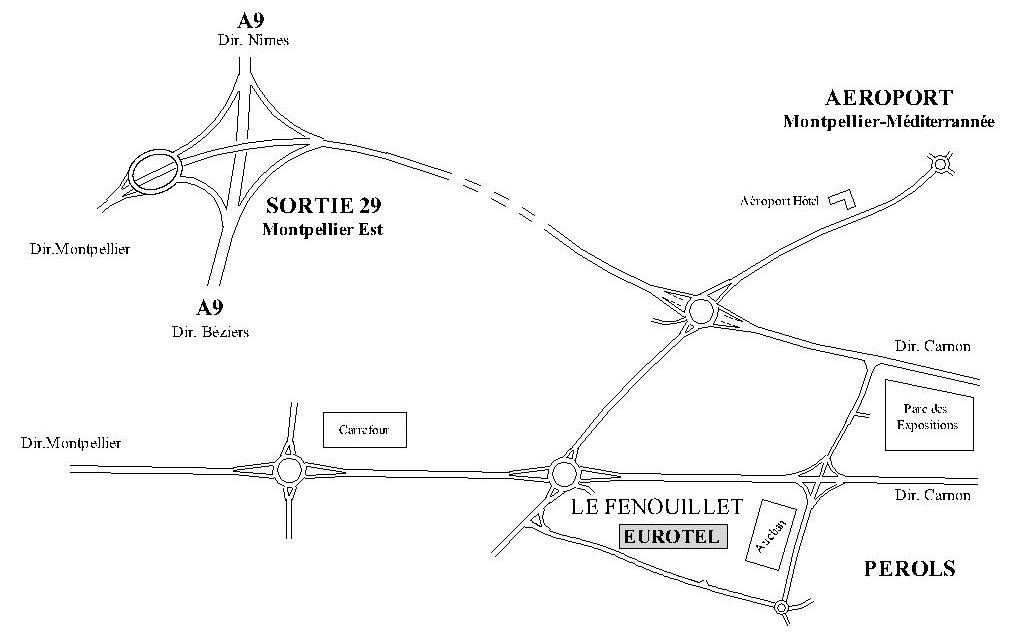 A9
Dir. Nîmes
AEROPORT
Montpellier-Méditerrannée
Aéroport Hôtel
SORTIE 29
Montpellier Est
Dir.Montpellier
A9
Dir. Béziers
Dir. Carnon
Parc des
Expositions
Carrefour
Dir.Montpellier
Dir. Carnon
LE FENOUILLET
EUROTEL
Auchan
PEROLS